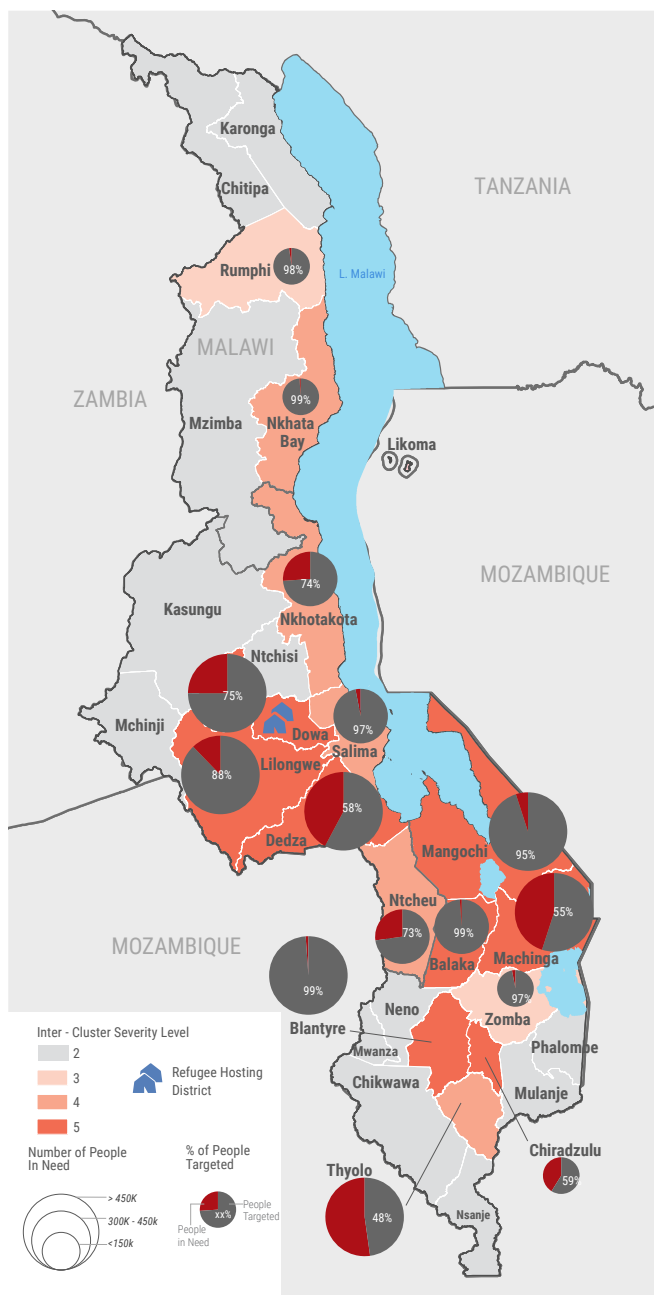 Karonga
TANZANIA
Chitipa
Rumphi
98%
L. Malawi
MALAWI
ZAMBIA
99%
Mzimba
Nkhata
Bay
Likoma
MOZAMBIQUE
74%
Kasungu
Nkhotakota
Ntchisi
75%
Mchinji
Dowa
97%
Salima
Lilongwe
88%
58%
Dedza
Mangochi
95%
Ntcheu
55%
73%
99%
MOZAMBIQUE
Balaka
Machinga
99%
97%
Neno
Zomba
Blantyre
Phalombe
Mwanza
Chikwawa
Mulanje
Chiradzulu
59%
Thyolo
48%
Nsanje
Inter - Cluster Severity Level
2
3
4
5
Refugee Hosting
District
Number of People
In Need
> 450K
300K - 450k
<150k
% of People
Targeted
xx%
People
Targeted
People
in Need